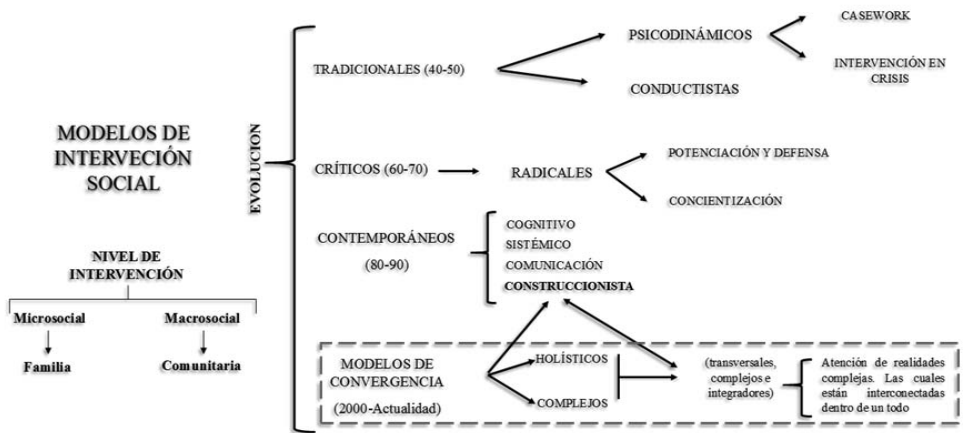 MODELOS DE
INTERVECIÓN
SOCIAL
NIVEL DE
INTERVENCIÓN
Microsocial
Macrosocial
Familia
Comunitaria
EVOLUCION
TRADICIONALES (40-50)
PSICODINÁMICOS
CASEWORK
INTERVENCIÓN EN
CRISIS
CONDUCTISTAS
CRÍTICOS (60-70)
RADICALES
POTENCIACIÓN Y DEFENSA
CONCIENTIZACIÓN
CONTEMPORÁNEOS
(80-90)
COGNITIVO
SISTÉMICO
COMUNICACIÓN
CONSTRUCCIONISTA
MODELOS DE
CONVERGENCIA
(2000-Actualidad)
HOLÍSTICOS
COMPLEJOS
(transversales,
complejos e
integradores)
Atención de realidades
complejas. Las cuales
están interconectadas
dentro de un todo